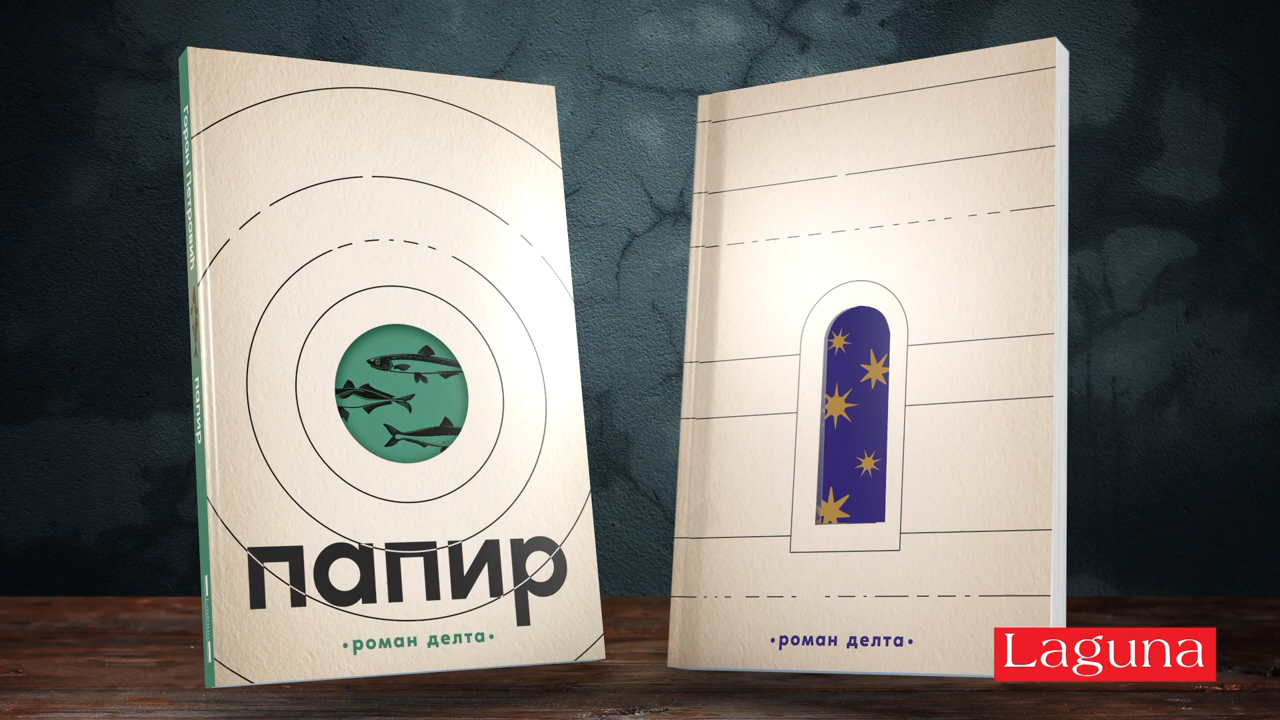 Горан Петровић
папир
папир
•роман делта•
•роман делта•
Laguna